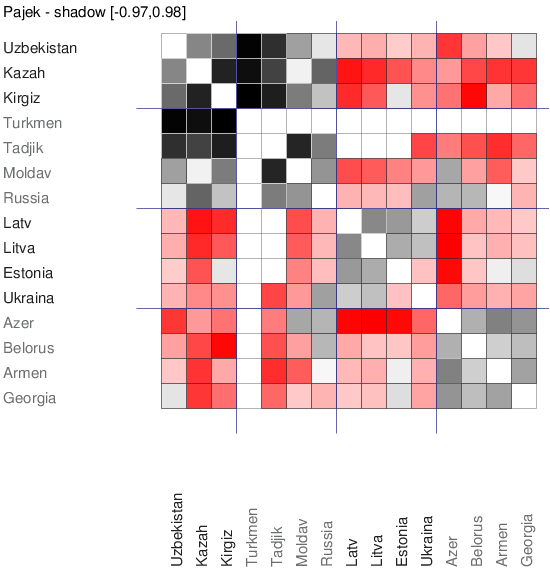 Pajek - shadow [-0.97,0.98]
Uzbekistan
Kazah
Kirgiz
Turkmen
Tadjik
Moldav
Russia
Latv
Litva
Estonia
Ukraina
Azer
Belorus
Armen
Georgia
Uzbekistan
Kazah
Kirgiz
Turkmen
Tadjik
Moldav
Russia
Latv
Litva
Estonia
Ukraina
Azer
Belorus
Armen
Georgia